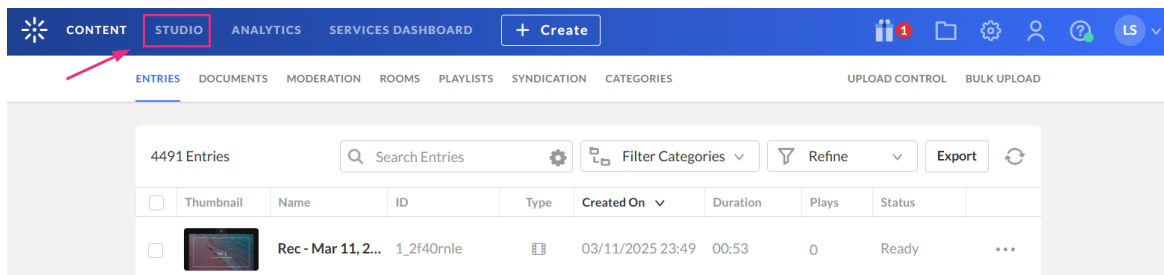 CONTENT STUDIO ANALYTICS SERVICES DASHBOARD + Create 1 LS
ENTRIES DOCUMENTS MODERATION ROOMS PLAYLISTS SYNDICATION CATEGORIES UPLOAD CONTROL BULK UPLOAD
4491 Entries Search Entries Filter Categories Refine Export
Thumbnail Name ID Type Created On Duration Plays Status
Rec - Mar 11, 2... 1_2f40rnle 03/11/2025 23:49 00:53 0 Ready